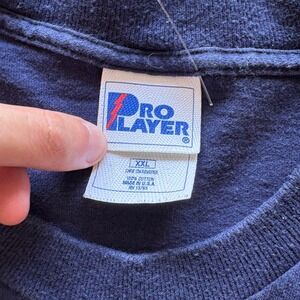 PRO
PLAYER
XXL
100% COTTON
MADE IN U.S.A.